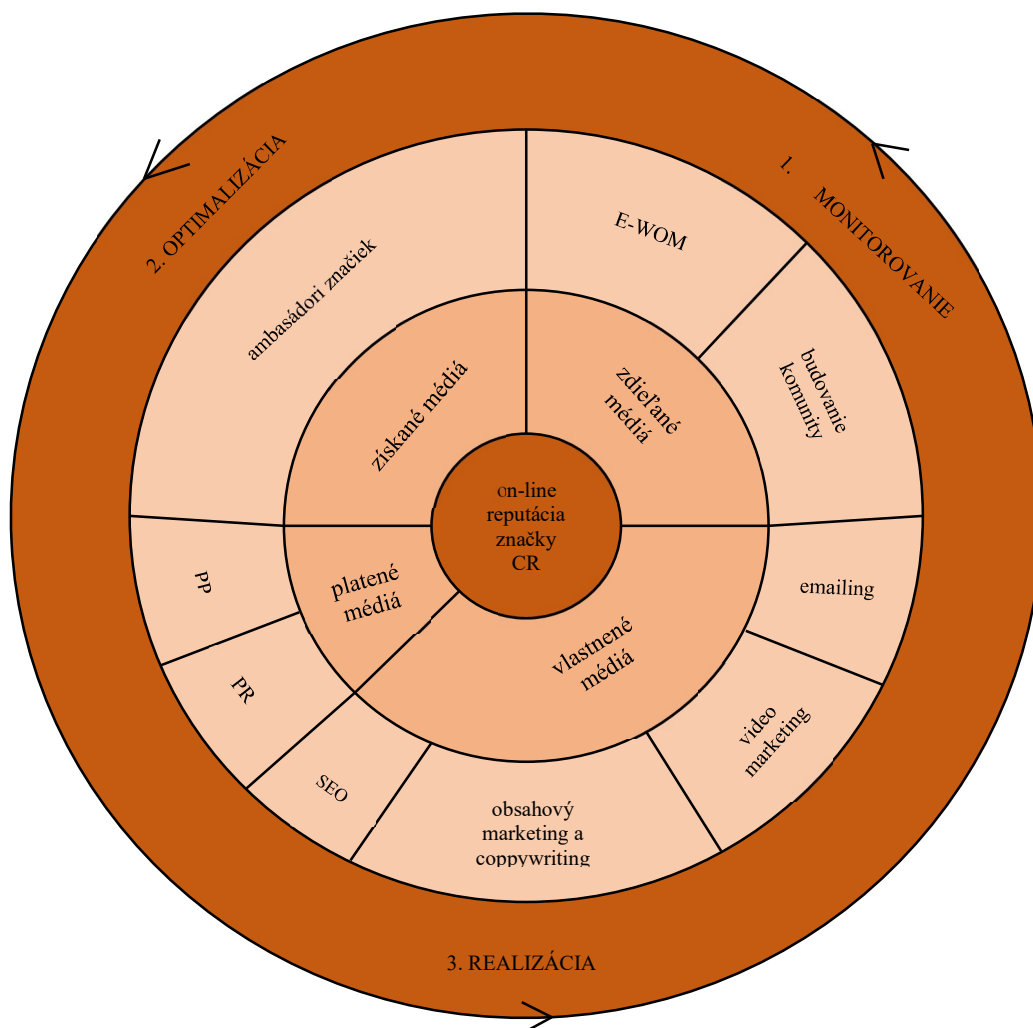 1. MONITOROVANIE
2. OPTIMALIZÁCIA
3. REALIZÁCIA
E-WOM
budovanie
komunity
emailing
video
marketing
obsahový
marketing a
coppywriting
SEO
PR
PP
ambasádori značiek
získané médiá
zdieľané
médiá
vlastnené
médiá
platené
médiá
on-line
reputácia
značky
CR